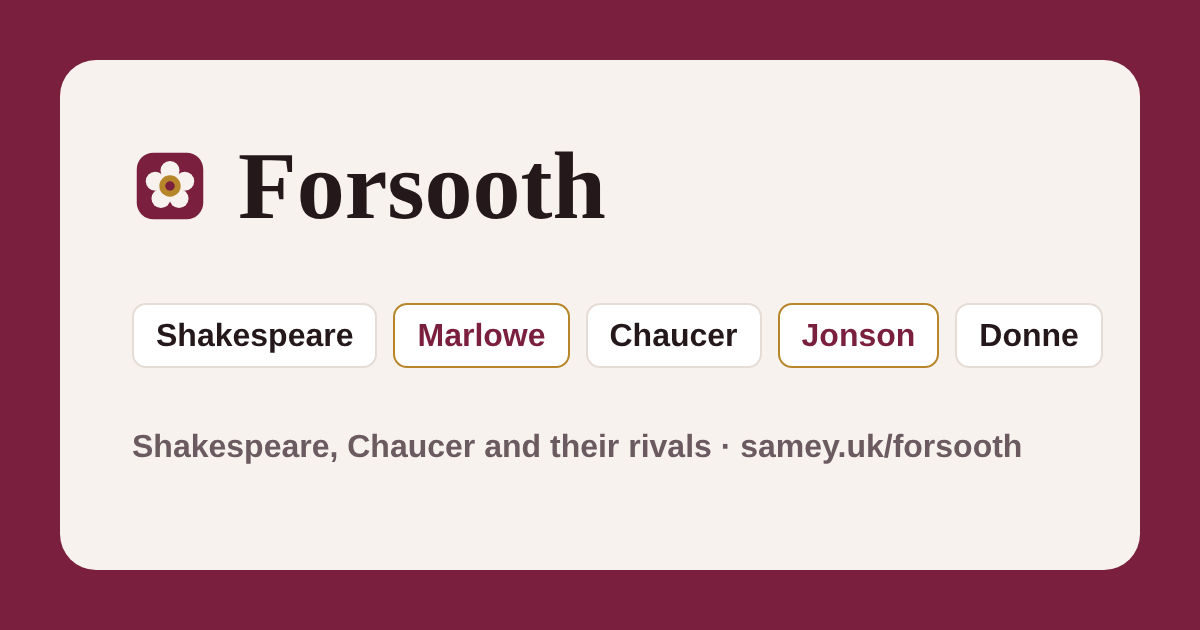 Forsooth
Shakespeare Marlowe Chaucer Jonson Donne
Shakespeare, Chaucer and their rivals · samey.uk/forsooth